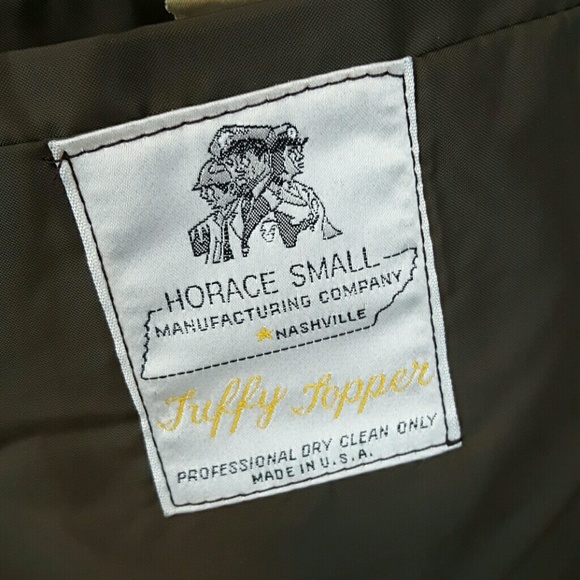 HORACE SMALL
MANUFACTURING COMPANY
NASHVILLE
Tuffy Topper
PROFESSIONAL DRY CLEAN ONLY
MADE IN U.S.A.